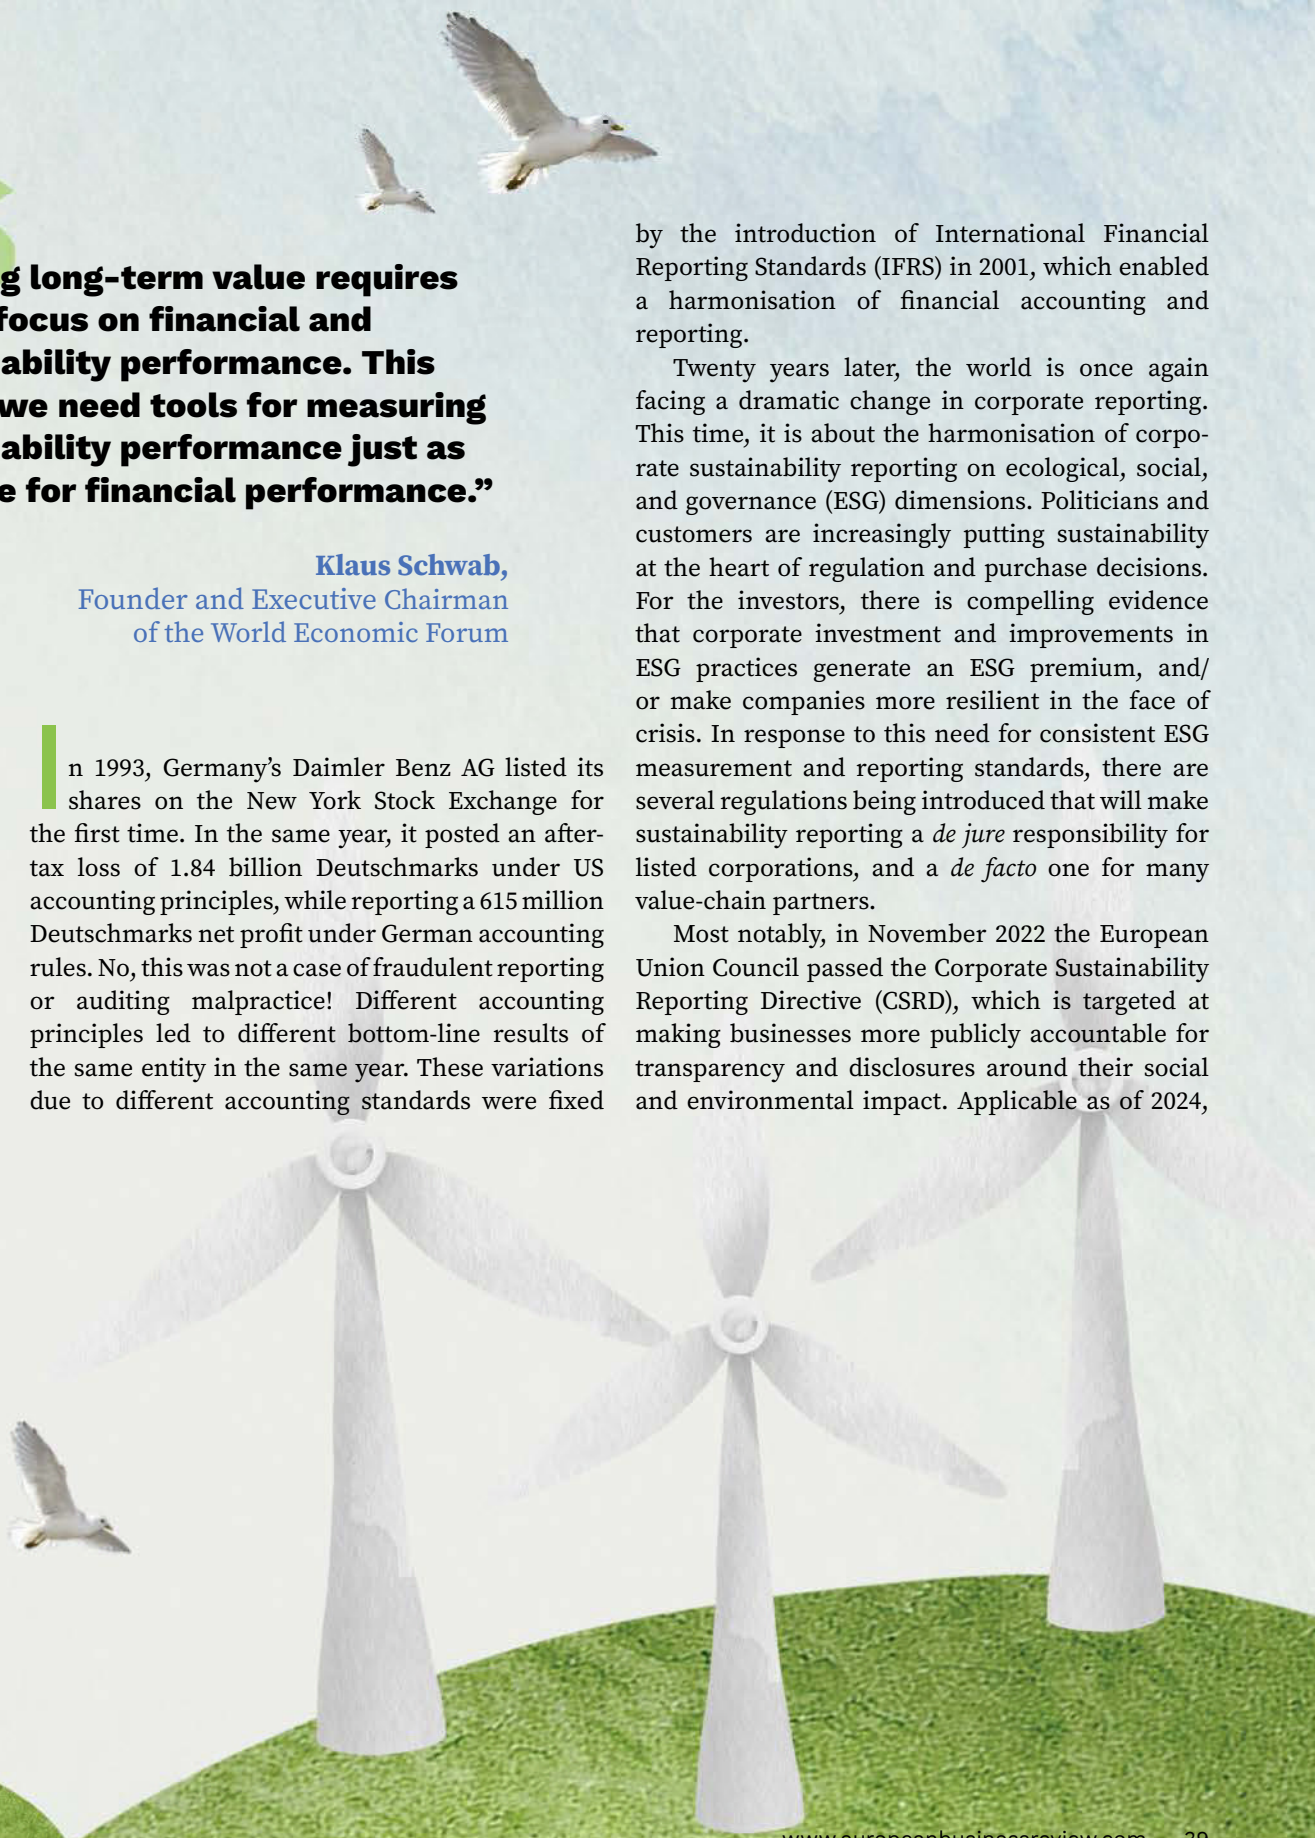 g long-term value requires
focus on financial and
ability performance. This
we need tools for measuring
ability performance just as
e for financial performance.”
Klaus Schwab,
Founder and Executive Chairman
of the World Economic Forum
In 1993, Germany’s Daimler Benz AG listed its
shares on the New York Stock Exchange for
the first time. In the same year, it posted an after-
tax loss of 1.84 billion Deutschmarks under US
accounting principles, while reporting a 615 million
Deutschmarks net profit under German accounting
rules. No, this was not a case of fraudulent reporting
or auditing malpractice! Different accounting
principles led to different bottom-line results of
the same entity in the same year. These variations
due to different accounting standards were fixed
by the introduction of International Financial
Reporting Standards (IFRS) in 2001, which enabled
a harmonisation of financial accounting and
reporting.
Twenty years later, the world is once again
facing a dramatic change in corporate reporting.
This time, it is about the harmonisation of corpo-
rate sustainability reporting on ecological, social,
and governance (ESG) dimensions. Politicians and
customers are increasingly putting sustainability
at the heart of regulation and purchase decisions.
For the investors, there is compelling evidence
that corporate investment and improvements in
ESG practices generate an ESG premium, and/
or make companies more resilient in the face of
crisis. In response to this need for consistent ESG
measurement and reporting standards, there are
several regulations being introduced that will make
sustainability reporting a de jure responsibility for
listed corporations, and a de facto one for many
value-chain partners.
Most notably, in November 2022 the European
Union Council passed the Corporate Sustainability
Reporting Directive (CSRD), which is targeted at
making businesses more publicly accountable for
transparency and disclosures around their social
and environmental impact. Applicable as of 2024,
www.europeanbusinessreview.com